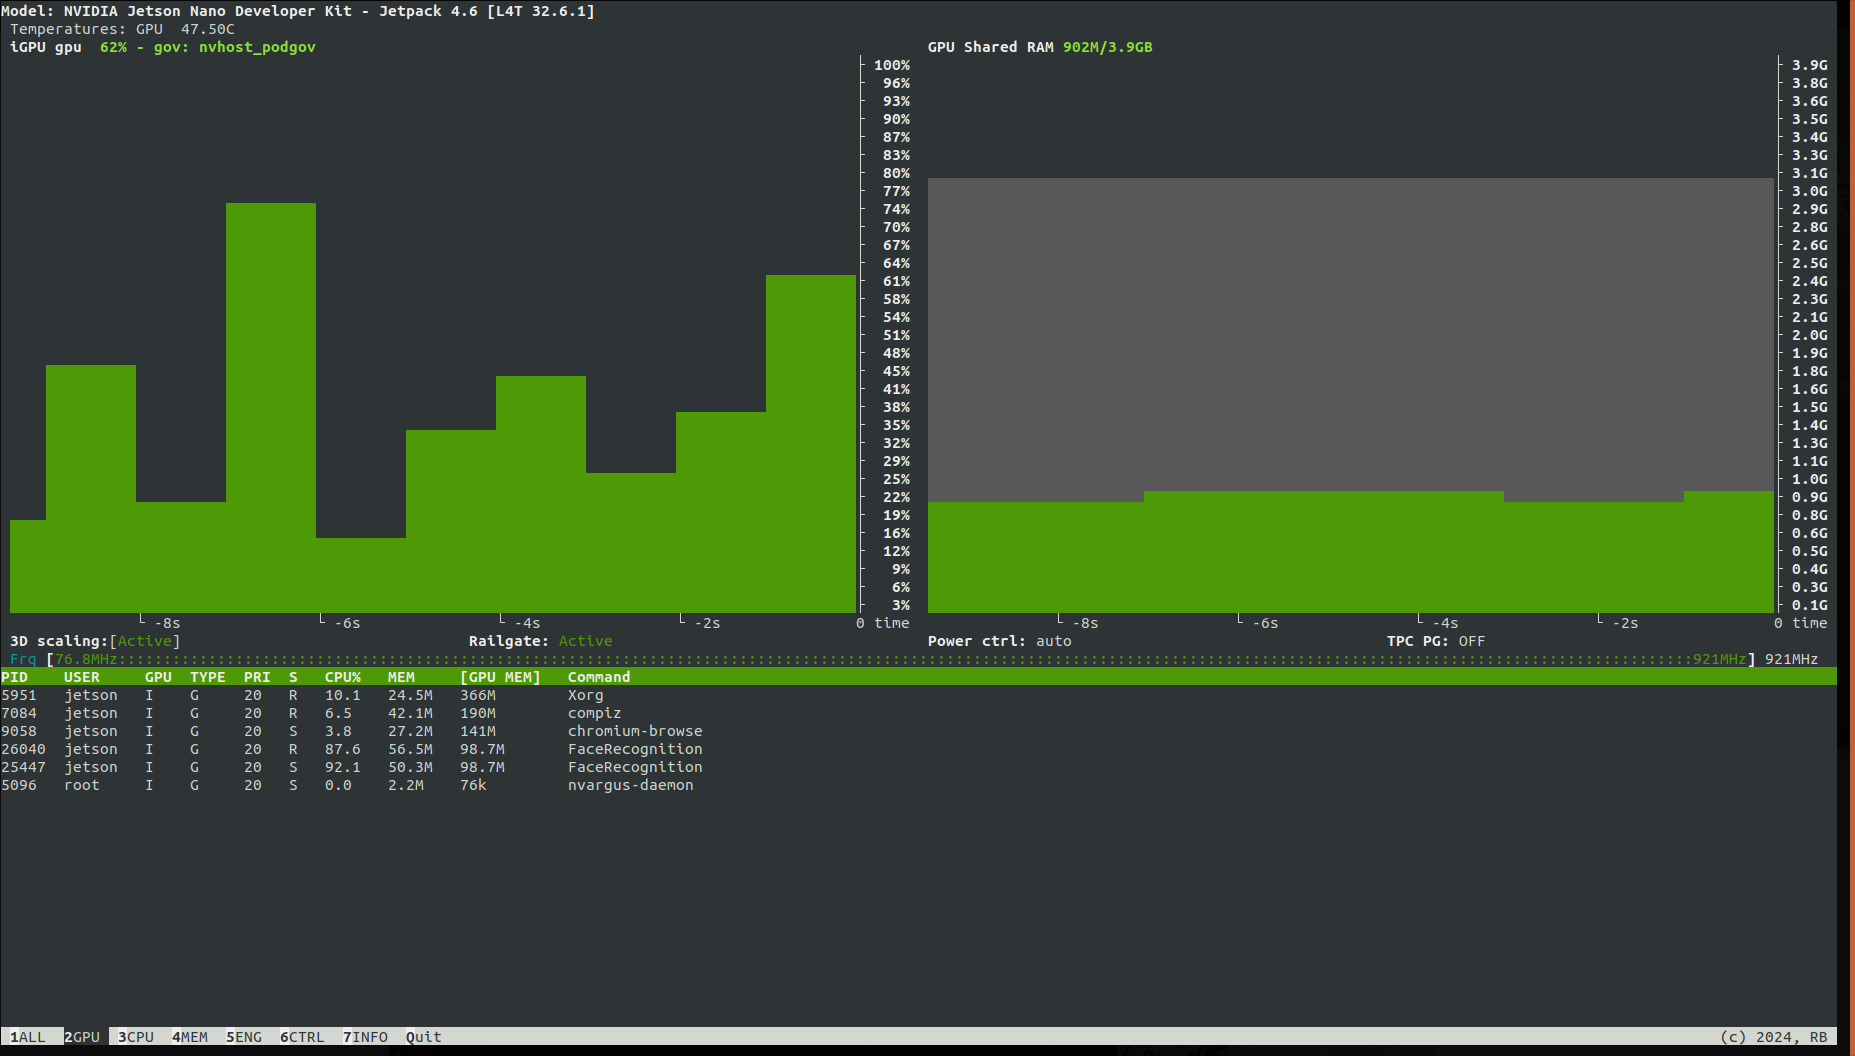 Model: NVIDIA Jetson Nano Developer Kit - Jetpack 4.6 [L4T 32.6.1]
Temperatures: GPU 47.50C
iGPU gpu 62% - gov: nvhost_podgov
100%
96%
93%
90%
87%
83%
80%
77%
74%
70%
67%
64%
61%
58%
54%
51%
48%
45%
41%
38%
35%
32%
29%
25%
22%
19%
16%
12%
9%
6%
3%
-8s -6s -4s -2s 0 time
GPU Shared RAM 902M/3.9GB
3.9G
3.8G
3.6G
3.5G
3.4G
3.3G
3.1G
3.0G
2.9G
2.8G
2.6G
2.5G
2.4G
2.3G
2.1G
2.0G
1.9G
1.8G
1.6G
1.5G
1.4G
1.3G
1.1G
1.0G
0.9G
0.8G
0.6G
0.5G
0.4G
0.3G
0.1G
-8s -6s -4s -2s 0 time
3D scaling:[Active] Railgate: Active Power ctrl: auto TPC PG: OFF
Frq [76.8MHz 921MHz] 921MHz
PID USER GPU TYPE PRI S CPU% MEM [GPU MEM] Command
5951 jetson I G 20 R 10.1 24.5M 366M Xorg
7084 jetson I G 20 R 6.5 42.1M 190M compiz
9058 jetson I G 20 S 3.8 27.2M 141M chromium-browse
26040 jetson I G 20 R 87.6 56.5M 98.7M FaceRecognition
25447 jetson I G 20 S 92.1 50.3M 98.7M FaceRecognition
5096 root I G 20 S 0.0 2.2M 76k nvargus-daemon
1ALL 2GPU 3CPU 4MEM 5ENG 6CTRL 7INFO Quit (c) 2024, RB